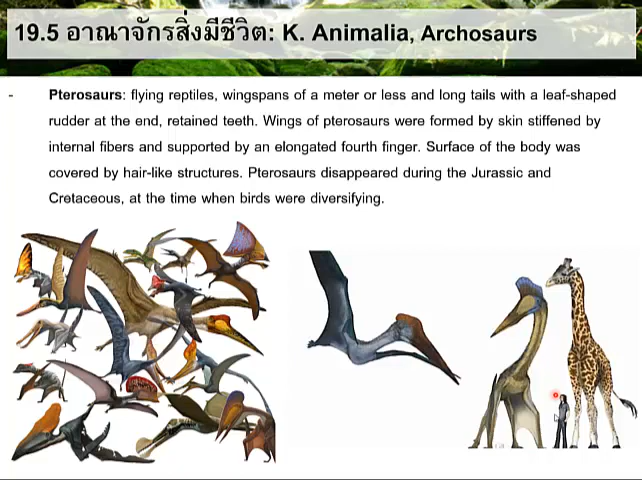 19.5 อาณาจักรสิ่งมีชีวิต: K. Animalia, Archosaurs
- Pterosaurs: flying reptiles, wingspans of a meter or less and long tails with a leaf-shaped
rudder at the end, retained teeth. Wings of pterosaurs were formed by skin stiffened by
internal fibers and supported by an elongated fourth finger. Surface of the body was
covered by hair-like structures. Pterosaurs disappeared during the Jurassic and
Cretaceous, at the time when birds were diversifying.